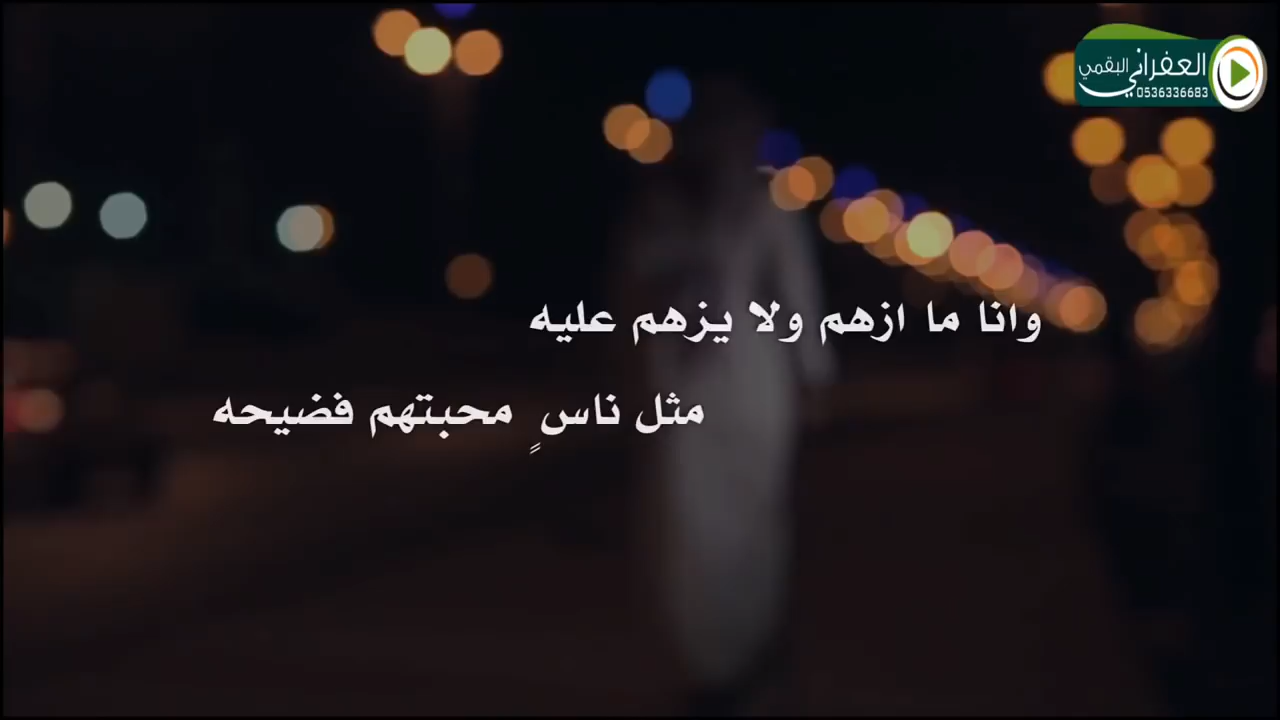 العفراني البقمي
0536336683
وانا ما ازهم ولا يزهم عليه
مثل ناسٍ محبتهم فضيحه